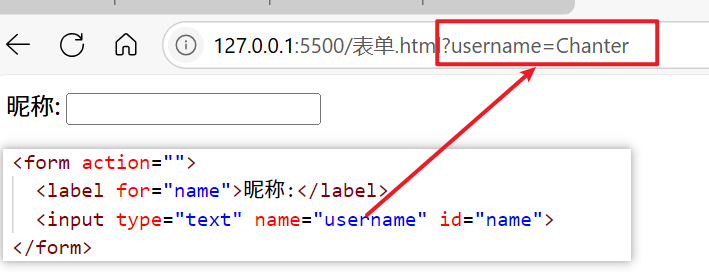 127.0.0.1:5500/表单.html?username=Chanter
昵称:
<form action="">
<label for="name">昵称:</label>
<input type="text" name="username" id="name">
</form>